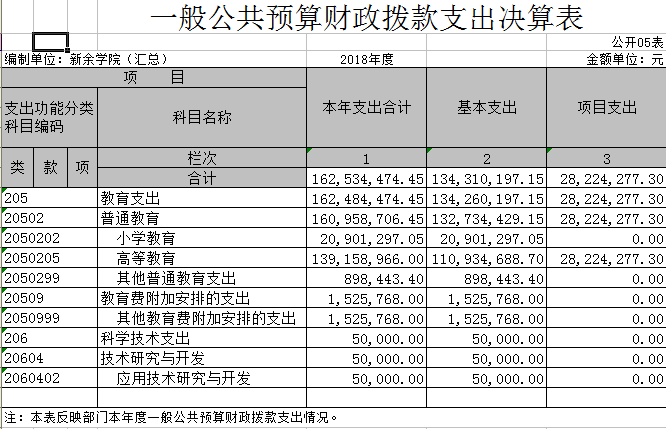 一般公共预算财政拨款支出决算表
公开05表
编制单位：新余学院（汇总） 2018年度 金额单位：元
项 目 本年支出合计 基本支出 项目支出
支出功能分类科目编码 科目名称
类 款 项 栏次 1 2 3
合计 162,534,474.45 134,310,197.15 28,224,277.30
205 教育支出 162,484,474.45 134,260,197.15 28,224,277.30
20502 普通教育 160,958,706.45 132,734,429.15 28,224,277.30
2050202 小学教育 20,901,297.05 20,901,297.05 0.00
2050205 高等教育 139,158,966.00 110,934,688.70 28,224,277.30
2050299 其他普通教育支出 898,443.40 898,443.40 0.00
20509 教育费附加安排的支出 1,525,768.00 1,525,768.00 0.00
2050999 其他教育费附加安排的支出 1,525,768.00 1,525,768.00 0.00
206 科学技术支出 50,000.00 50,000.00 0.00
20604 技术研究与开发 50,000.00 50,000.00 0.00
2060402 应用技术研究与开发 50,000.00 50,000.00 0.00
注：本表反映部门本年度一般公共预算财政拨款支出情况。